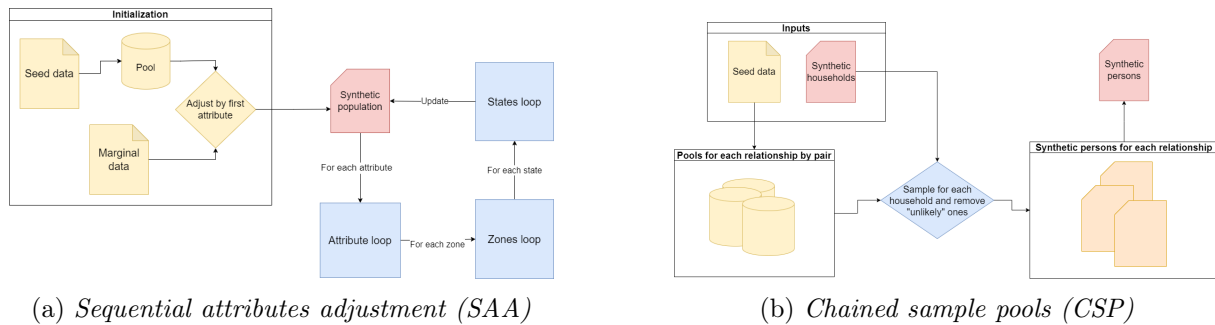 Initialization
Seed data
Pool
Adjust by first
attribute
Marginal
data
Synthetic
population
Update
States loop
For each attribute
For each state
Attribute loop
For each zone
Zones loop
(a) Sequential attributes adjustment (SAA)
Inputs
Seed data
Synthetic
households
Synthetic
persons
Pools for each relationship by pair
Sample for each
household and remove
"unlikely" ones
Synthetic persons for each relationship
(b) Chained sample pools (CSP)